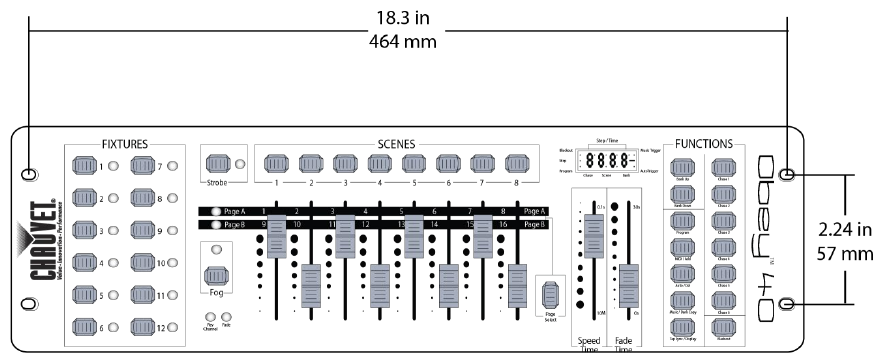 18.3 in
464 mm
FIXTURES
SCENES
FUNCTIONS
1
7
2
8
3
9
4
10
5
11
6
12
Strobe
1 2 3 4 5 6 7 8
Step / Time
Blackout
Music Trigger
Step
Program
Auto Trigger
8888
Chase Scene Bank
Page A 1 2 3 4 5 6 7 8 Page A
Page B 9 10 11 12 13 14 15 16 Page B
Fog
Fog
Channel
Fade
Page
Select
0.1s
10M
Speed
Time
30s
0s
Fade
Time
Bank Up
Bank Down
Program
MIDI / Add
Auto / Del
Music / Bank Copy
Tap Sync / Display
Chase 1
Chase 2
Chase 3
Chase 4
Chase 5
Chase 6
Blackout
2.24 in
57 mm
CHAUVET®
Value • Innovation • Performance
Obey 40™